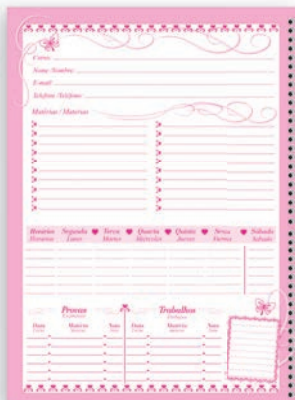 Curso
Nome /Nombre
E-mail
Telefone /Teléfono
Matérias / Materias
Horários Segunda Terca Quarta Quinta Sexta Sábado
Horarios Lunes Martes Miércoles Jueves Viernes Sábado
Provas Trabalhos
Data Matéria Nota Data Matéria Nota